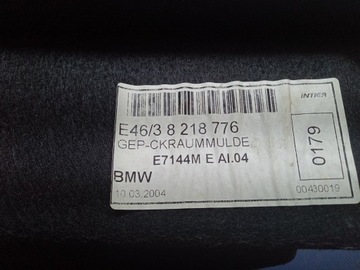 INTIER
E46/3 8 218 776
GEP-CKRAUMMULDE
E7144M E AI.04
BMW
10.03.2004
0179
00430019